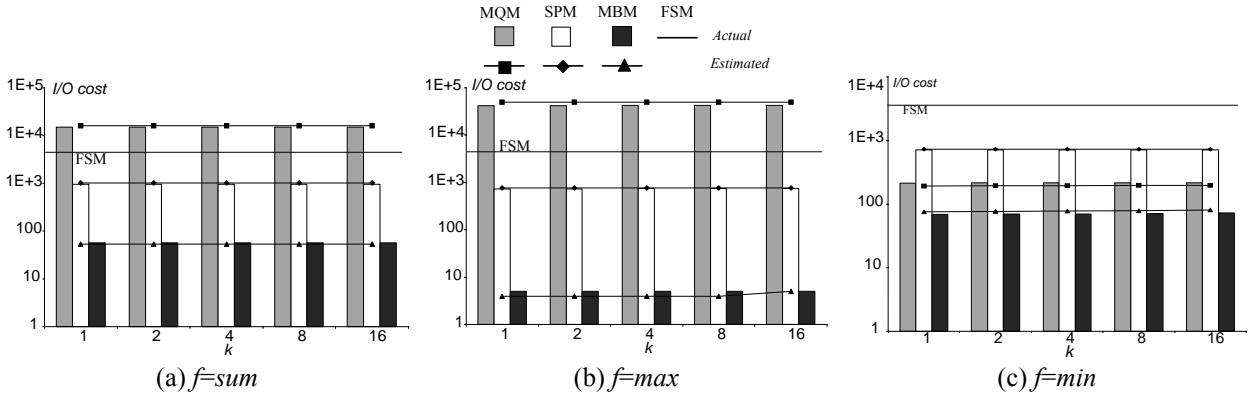 MQM SPM MBM FSM
Actual
Estimated
1E+5 I/O cost
1E+4
FSM
1E+3
100
10
1
1 2 4 8 16
k
(a) f=sum
1E+5 I/O cost
1E+4
FSM
1E+3
100
10
1
1 2 4 8 16
k
(b) f=max
1E+4 I/O cost
FSM
1E+3
100
10
1
1 2 4 8 16
k
(c) f=min